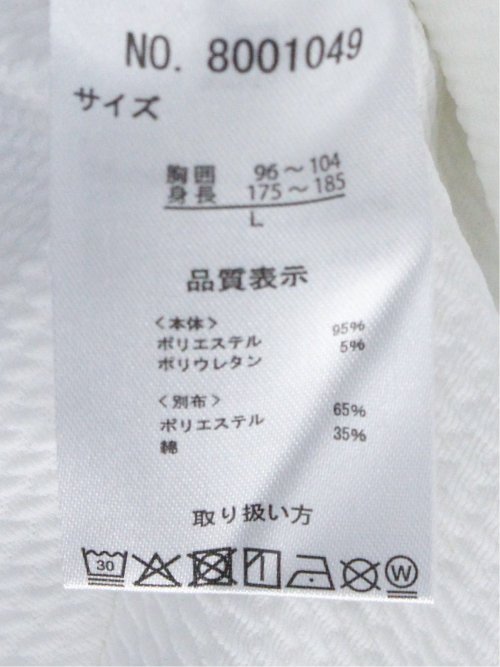 NO. 8001049
サイズ
胸囲 96〜104
身長 175〜185
L
品質表示
<本体>
ポリエステル 95%
ポリウレタン 5%
<別布>
ポリエステル 65%
綿 35%
取り扱い方
30
W